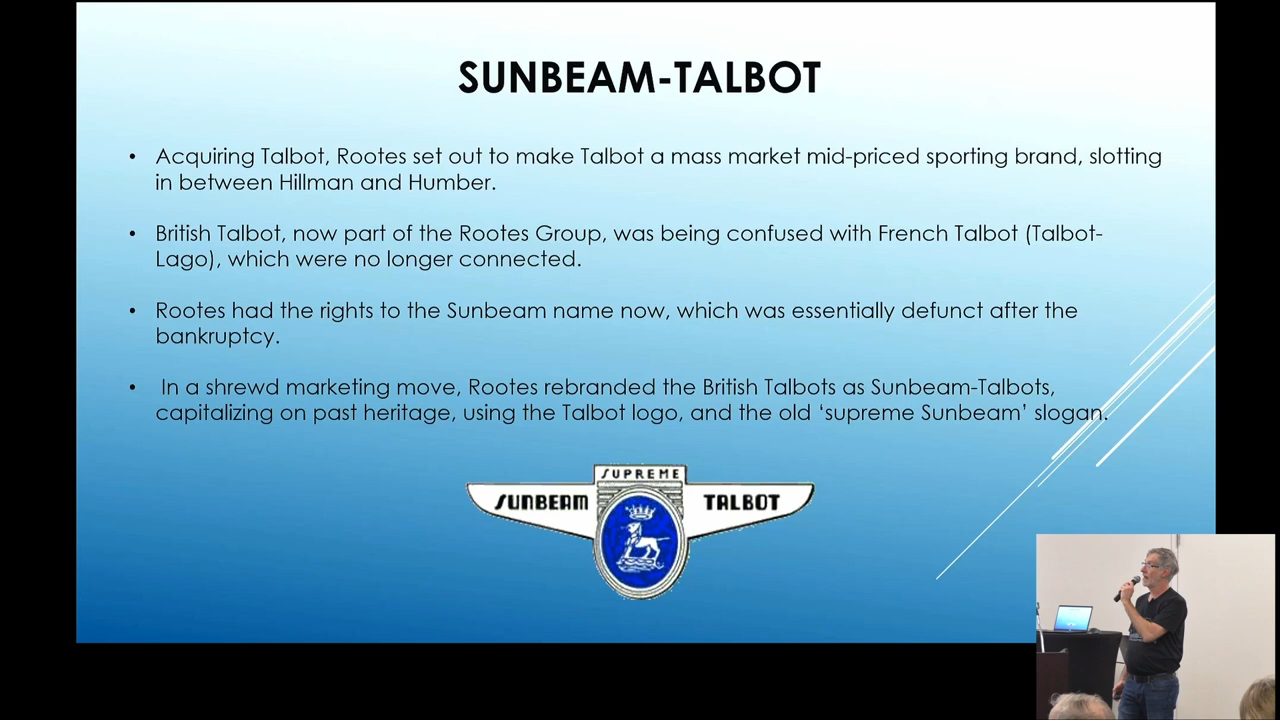 SUNBEAM-TALBOT
• Acquiring Talbot, Rootes set out to make Talbot a mass market mid-priced sporting brand, slotting
in between Hillman and Humber.
• British Talbot, now part of the Rootes Group, was being confused with French Talbot (Talbot-
Lago), which were no longer connected.
• Rootes had the rights to the Sunbeam name now, which was essentially defunct after the
bankruptcy.
• In a shrewd marketing move, Rootes rebranded the British Talbots as Sunbeam-Talbots,
capitalizing on past heritage, using the Talbot logo, and the old ‘supreme Sunbeam’ slogan.
SUPREME
SUNBEAM TALBOT